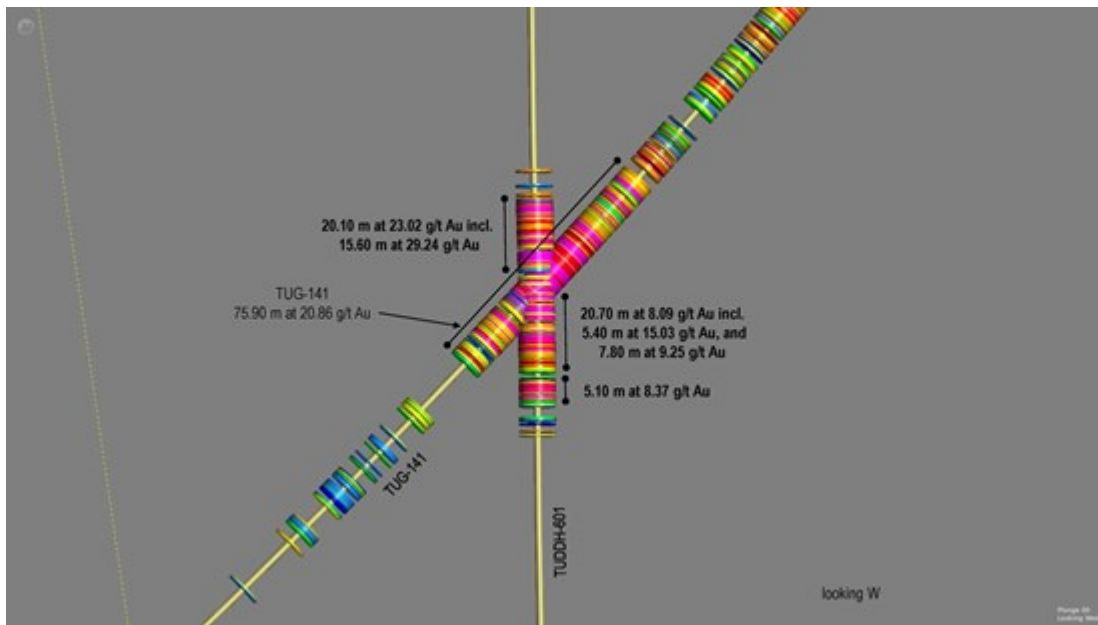 20.10 m at 23.02 g/t Au incl.
15.60 m at 29.24 g/t Au
TUG-141
75.90 m at 20.86 g/t Au
20.70 m at 8.09 g/t Au incl.
5.40 m at 15.03 g/t Au, and
7.80 m at 9.25 g/t Au
5.10 m at 8.37 g/t Au
TUG-141
TUDDH-601
looking W
Plunge 00